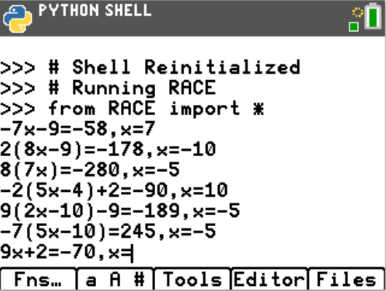 PYTHON SHELL
>>> # Shell Reinitialized
>>> # Running RACE
>>> from RACE import *
-7x-9=-58,x=7
2(8x-9)=-178,x=-10
8(7x)=-280,x=-5
-2(5x-4)+2=-90,x=10
9(2x-10)-9=-189,x=-5
-7(5x-10)=245,x=-5
9x+2=-70,x=
Fns… a A # Tools Editor Files